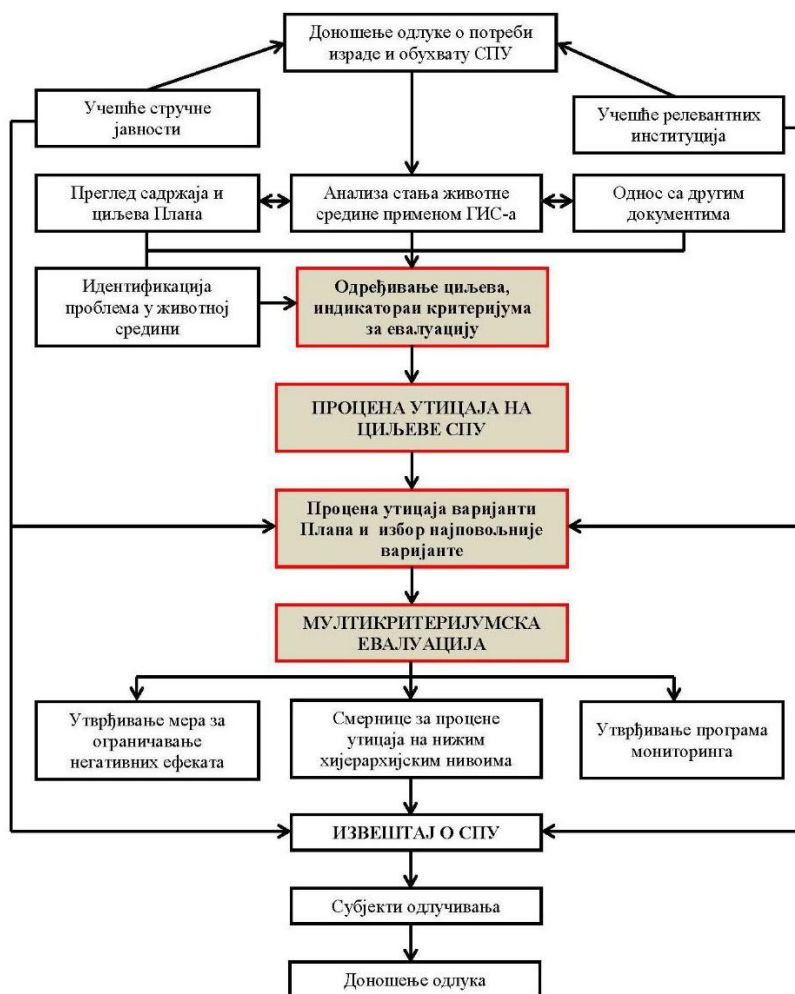 Доношење одлуке о потреби
израде и обухвату СПУ
Учешће стручне
јавности
Учешће релевантних
институција
Преглед садржаја и
циљева Плана
Анализа стања животне
средине применом ГИС-а
Однос са другим
документима
Идентификација
проблема у животној
средини
Одређивање циљева,
индикатораи критеријума
за евалуацију
ПРОЦЕНА УТИЦАЈА НА
ЦИЉЕВЕ СПУ
Процена утицаја варијанти
Плана и избор најповољније
варијанте
МУЛТИКРИТЕРИЈУМСКА
ЕВАЛУАЦИЈА
Утврђивање мера за
ограничавање
негативних ефеката
Смернице за процене
утицаја на нижим
хијерархијским нивоима
Утврђивање програма
мониторинга
ИЗВЕШТАЈ О СПУ
Субјекти одлучивања
Доношење одлука